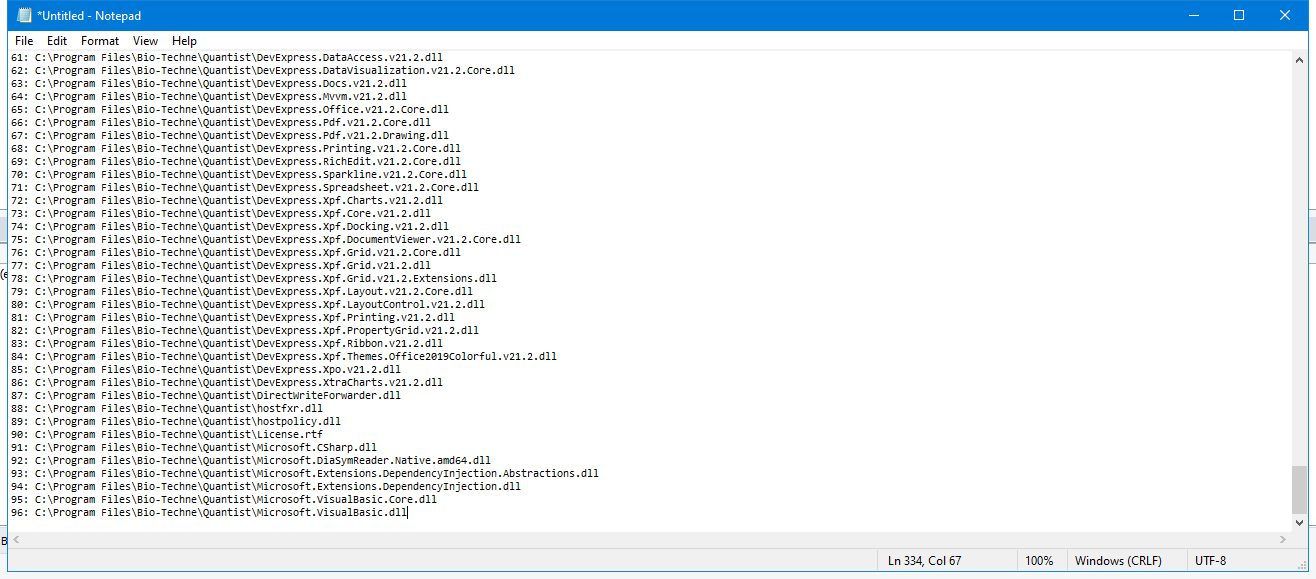 *Untitled - Notepad
File Edit Format View Help
61: C:\Program Files\Bio-Techne\Quantist\DevExpress.DataAccess.v21.2.dll
62: C:\Program Files\Bio-Techne\Quantist\DevExpress.DataVisualization.v21.2.Core.dll
63: C:\Program Files\Bio-Techne\Quantist\DevExpress.Docs.v21.2.dll
64: C:\Program Files\Bio-Techne\Quantist\DevExpress.Mvvm.v21.2.dll
65: C:\Program Files\Bio-Techne\Quantist\DevExpress.Office.v21.2.Core.dll
66: C:\Program Files\Bio-Techne\Quantist\DevExpress.Pdf.v21.2.Core.dll
67: C:\Program Files\Bio-Techne\Quantist\DevExpress.Pdf.v21.2.Drawing.dll
68: C:\Program Files\Bio-Techne\Quantist\DevExpress.Printing.v21.2.Core.dll
69: C:\Program Files\Bio-Techne\Quantist\DevExpress.RichEdit.v21.2.Core.dll
70: C:\Program Files\Bio-Techne\Quantist\DevExpress.Sparkline.v21.2.Core.dll
71: C:\Program Files\Bio-Techne\Quantist\DevExpress.Spreadsheet.v21.2.Core.dll
72: C:\Program Files\Bio-Techne\Quantist\DevExpress.Xpf.Charts.v21.2.dll
73: C:\Program Files\Bio-Techne\Quantist\DevExpress.Xpf.Core.v21.2.dll
74: C:\Program Files\Bio-Techne\Quantist\DevExpress.Xpf.Docking.v21.2.dll
75: C:\Program Files\Bio-Techne\Quantist\DevExpress.Xpf.DocumentViewer.v21.2.Core.dll
76: C:\Program Files\Bio-Techne\Quantist\DevExpress.Xpf.Grid.v21.2.Core.dll
77: C:\Program Files\Bio-Techne\Quantist\DevExpress.Xpf.Grid.v21.2.dll
78: C:\Program Files\Bio-Techne\Quantist\DevExpress.Xpf.Grid.v21.2.Extensions.dll
79: C:\Program Files\Bio-Techne\Quantist\DevExpress.Xpf.Layout.v21.2.Core.dll
80: C:\Program Files\Bio-Techne\Quantist\DevExpress.Xpf.LayoutControl.v21.2.dll
81: C:\Program Files\Bio-Techne\Quantist\DevExpress.Xpf.Printing.v21.2.dll
82: C:\Program Files\Bio-Techne\Quantist\DevExpress.Xpf.PropertyGrid.v21.2.dll
83: C:\Program Files\Bio-Techne\Quantist\DevExpress.Xpf.Ribbon.v21.2.dll
84: C:\Program Files\Bio-Techne\Quantist\DevExpress.Xpf.Themes.Office2019Colorful.v21.2.dll
85: C:\Program Files\Bio-Techne\Quantist\DevExpress.Xpo.v21.2.dll
86: C:\Program Files\Bio-Techne\Quantist\DevExpress.XtraCharts.v21.2.dll
87: C:\Program Files\Bio-Techne\Quantist\DirectWriteForwarder.dll
88: C:\Program Files\Bio-Techne\Quantist\hostfxr.dll
89: C:\Program Files\Bio-Techne\Quantist\hostpolicy.dll
90: C:\Program Files\Bio-Techne\Quantist\License.rtf
91: C:\Program Files\Bio-Techne\Quantist\Microsoft.CSharp.dll
92: C:\Program Files\Bio-Techne\Quantist\Microsoft.DiaSymReader.Native.amd64.dll
93: C:\Program Files\Bio-Techne\Quantist\Microsoft.Extensions.DependencyInjection.Abstractions.dll
94: C:\Program Files\Bio-Techne\Quantist\Microsoft.Extensions.DependencyInjection.dll
95: C:\Program Files\Bio-Techne\Quantist\Microsoft.VisualBasic.Core.dll
96: C:\Program Files\Bio-Techne\Quantist\Microsoft.VisualBasic.dll
Ln 334, Col 67 100% Windows (CRLF) UTF-8